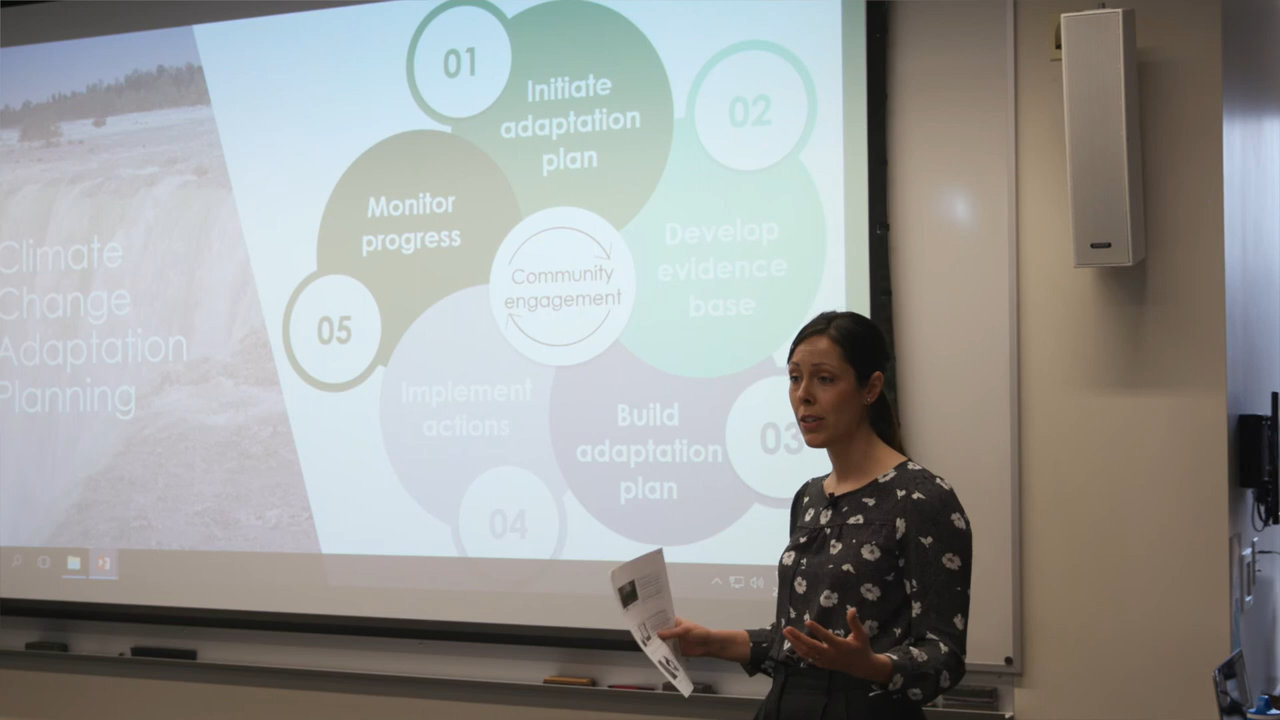 Climate
Change
Adaptation
Planning
01
Initiate
adaptation
plan
02
Develop
evidence
base
03
Build
adaptation
plan
04
Implement
actions
05
Monitor
progress
Community
engagement